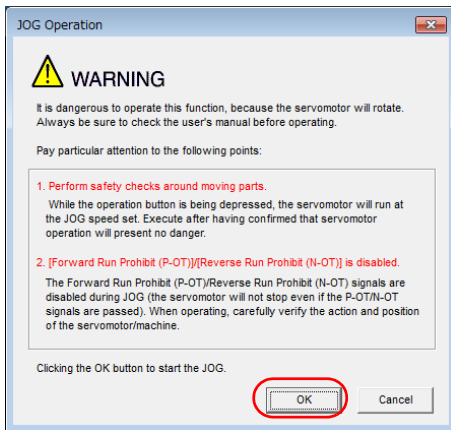 JOG Operation
WARNING
It is dangerous to operate this function, because the servomotor will rotate.
Always be sure to check the user's manual before operating.
Pay particular attention to the following points:
1. Perform safety checks around moving parts.
While the operation button is being depressed, the servomotor will run at
the JOG speed set. Execute after having confirmed that servomotor
operation will present no danger.
2. [Forward Run Prohibit (P-OT)]/[Reverse Run Prohibit (N-OT)] is disabled.
The Forward Run Prohibit (P-OT)/Reverse Run Prohibit (N-OT) signals are
disabled during JOG (the servomotor will not stop even if the P-OT/N-OT
signals are passed). When operating, carefully verify the action and position
of the servomotor/machine.
Clicking the OK button to start the JOG.
OK
Cancel